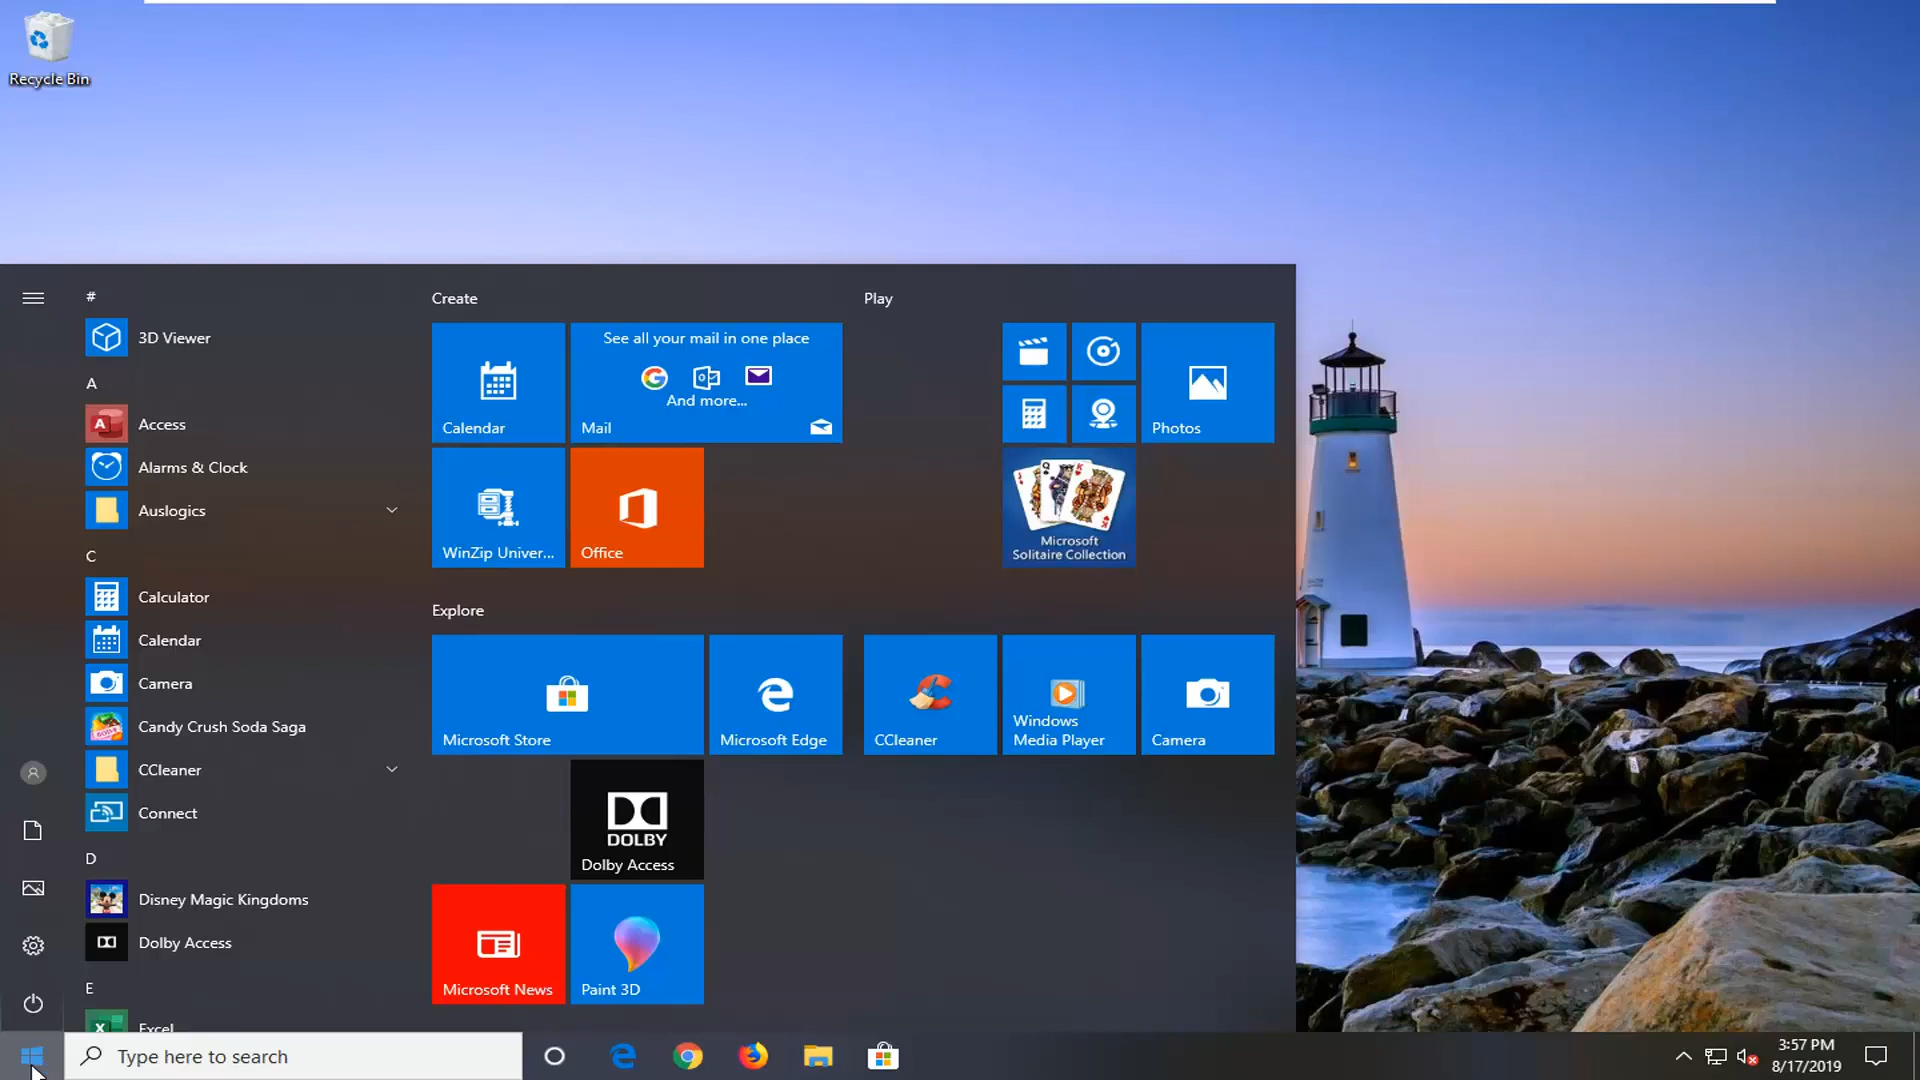 Recycle Bin
#
3D Viewer
A
Access
Alarms & Clock
Auslogics
C
Calculator
Calendar
Camera
Candy Crush Soda Saga
CCleaner
Connect
D
Disney Magic Kingdoms
Dolby Access
E
Excel
Create
Calendar
See all your mail in one place
And more...
Mail
WinZip Univer...
Office
Explore
Microsoft Store
Microsoft Edge
DOLBY
Dolby Access
Microsoft News
Paint 3D
Play
Photos
Microsoft
Solitaire Collection
CCleaner
Windows
Media Player
Camera
Type here to search
3:57 PM
8/17/2019